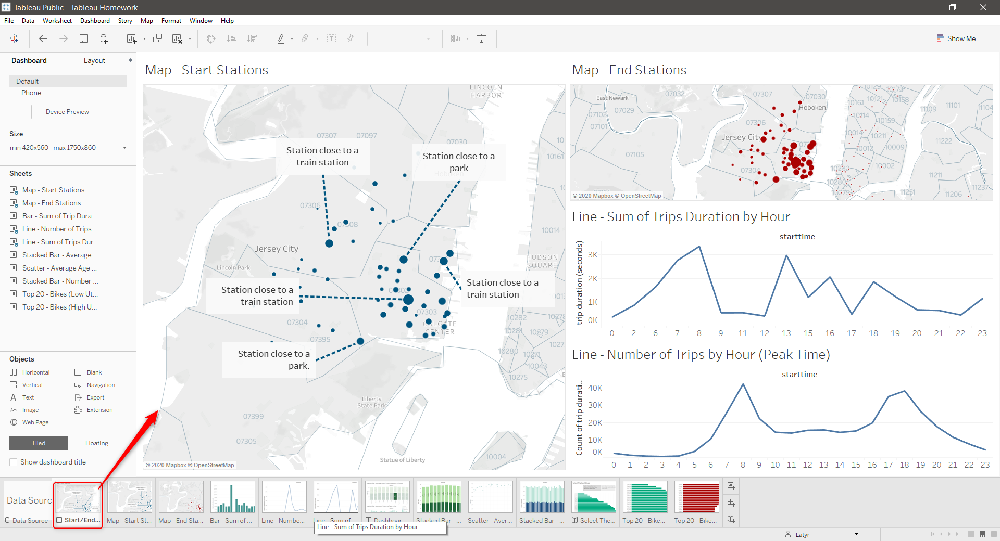 Tableau Public - Tableau Homework
File Data Worksheet Dashboard Story Map Format Window Help
Show Me
Dashboard
Layout
Default
Phone
Device Preview
Size
min 420x560 - max 1750x860
Sheets
Map - Start Stations
Map - End Stations
Bar - Sum of Trip Dura...
Line - Number of Trips ...
Line - Sum of Trips Dur...
Stacked Bar - Average ...
Scatter - Average Age ...
Stacked Bar - Number ...
Top 20 - Bikes (Low Ut...
Top 20 - Bikes (High U...
Objects
Horizontal
Blank
Vertical
Navigation
Text
Export
Image
Extension
Web Page
Tiled
Floating
Show dashboard title
Map - Start Stations
LINCOLN
HARBOR
07307
07097
07030
10161
Station close to a
train station
Station close to a
park
07306
07308
10014
Jersey City
Lincoln Park
HUDSON
SQUARE
Station close to a
train station
Station close to a
train station
07302
07303
07304
07395
COLGATE
CENTER
10282
10281
10279
10280
10271
10043
10275
Station close to a
park.
Liberty
State Park
07399
07305
Statue of Liberty
10004
© 2020 Mapbox © OpenStreetMap
Map - End Stations
East Newark
07032
07307
07030
Hoboken
10129
10121
10158
10161
07029
07102
07101
07306
10114
10159
11109
11101
11104
Jersey City
10014
10211
10012
10009
11222
07105
07304
10002
11211
10280
11251
11206
11237
© 2020 Mapbox © OpenStreetMap
Line - Sum of Trips Duration by Hour
starttime
trip duration (seconds)
3K
2K
1K
0K
0 2 6 7 8 9 11 12 13 15 16 17 18 19 20 21 22 23
Line - Number of Trips by Hour (Peak Time)
starttime
Count of trip durati..
40K
30K
20K
10K
0K
0 1 2 3 4 5 6 7 8 9 10 11 12 13 14 15 16 17 18 19 20 21 22 23
Data Sourc
Select The Best Bikes
Data Source
Start/End...
Map - Start St...
Map - End Sta...
Bar - Sum of ...
Line - Numbe...
Line - Sum of
Dashboar
Stacked Bar - ...
Scatter - Aver...
Stacked Bar - ...
Select The...
Top 20 - Bike...
Top 20 - Bike...
Line - Sum of Trips Duration by Hour
Latyr